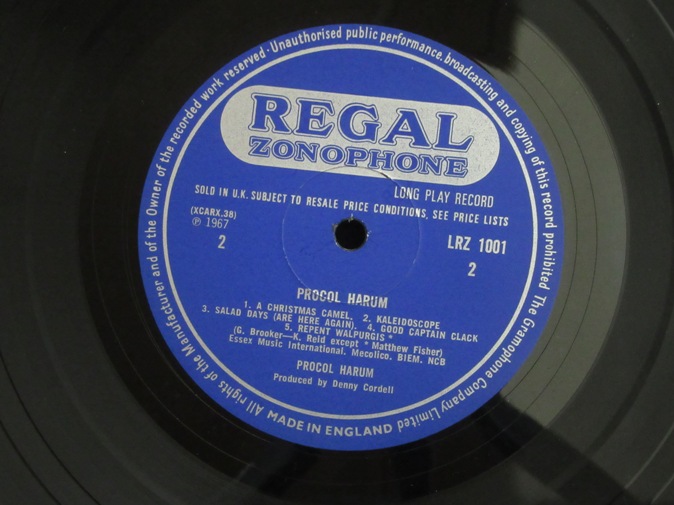 All rights of the Manufacturer and of the Owner of the recorded work reserved · Unauthorised public performance, broadcasting and copying of this record prohibited The Gramophone Company Limited
REGAL
ZONOPHONE
LONG PLAY RECORD
SOLD IN U.K. SUBJECT TO RESALE PRICE CONDITIONS, SEE PRICE LISTS
(XCARX.38)
℗ 1967
LRZ 1001
2
2
PROCOL HARUM
1. A CHRISTMAS CAMEL. 2. KALEIDOSCOPE
3. SALAD DAYS (ARE HERE AGAIN). 4. GOOD CAPTAIN CLACK
5. REPENT WALPURGIS *
(G. Brooker—K. Reid except * Matthew Fisher)
Essex Music International. Mecolico. BIEM. NCB
PROCOL HARUM
Produced by Denny Cordell
MADE IN ENGLAND